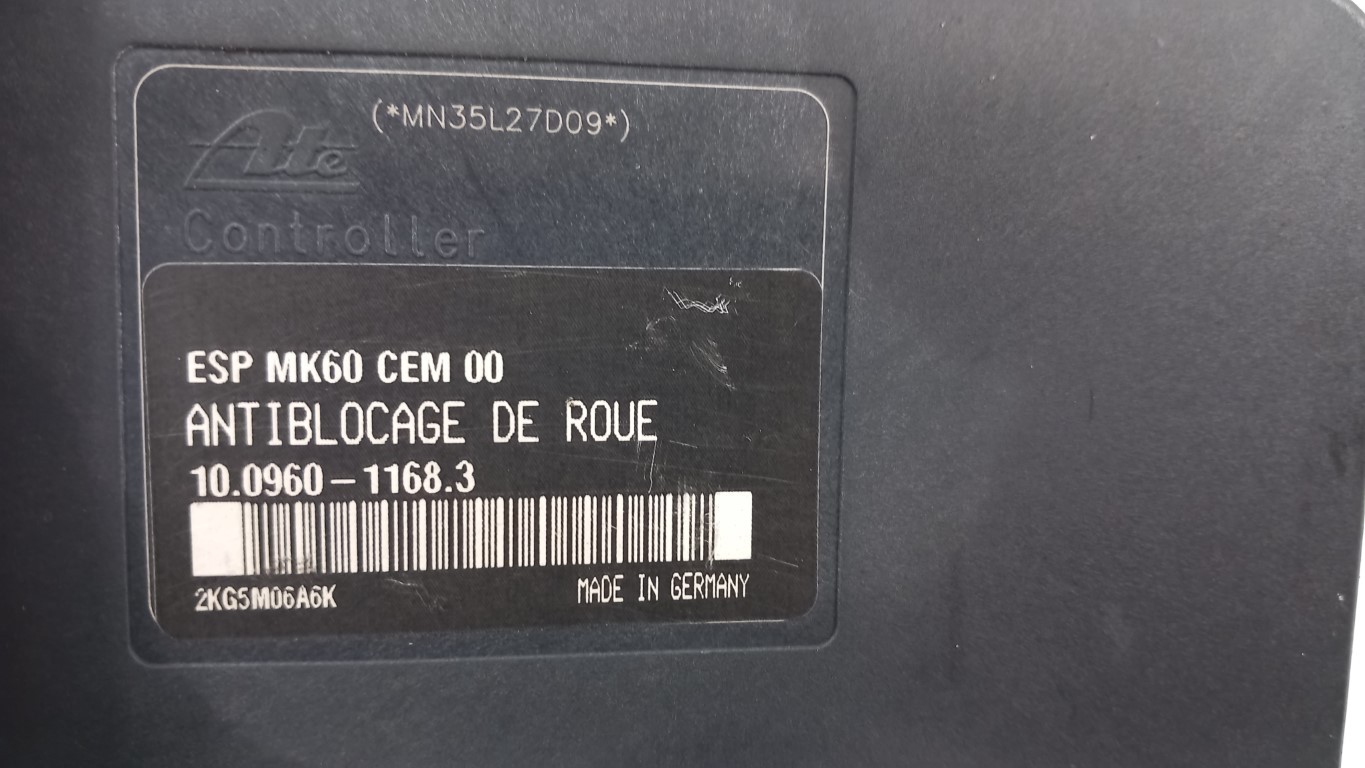 (*MN35L27D09*)
Ate
Controller
ESP MK60 CEM 00
ANTIBLOCAGE DE ROUE
10.0960-1168.3
2KG5M06A6K
MADE IN GERMANY